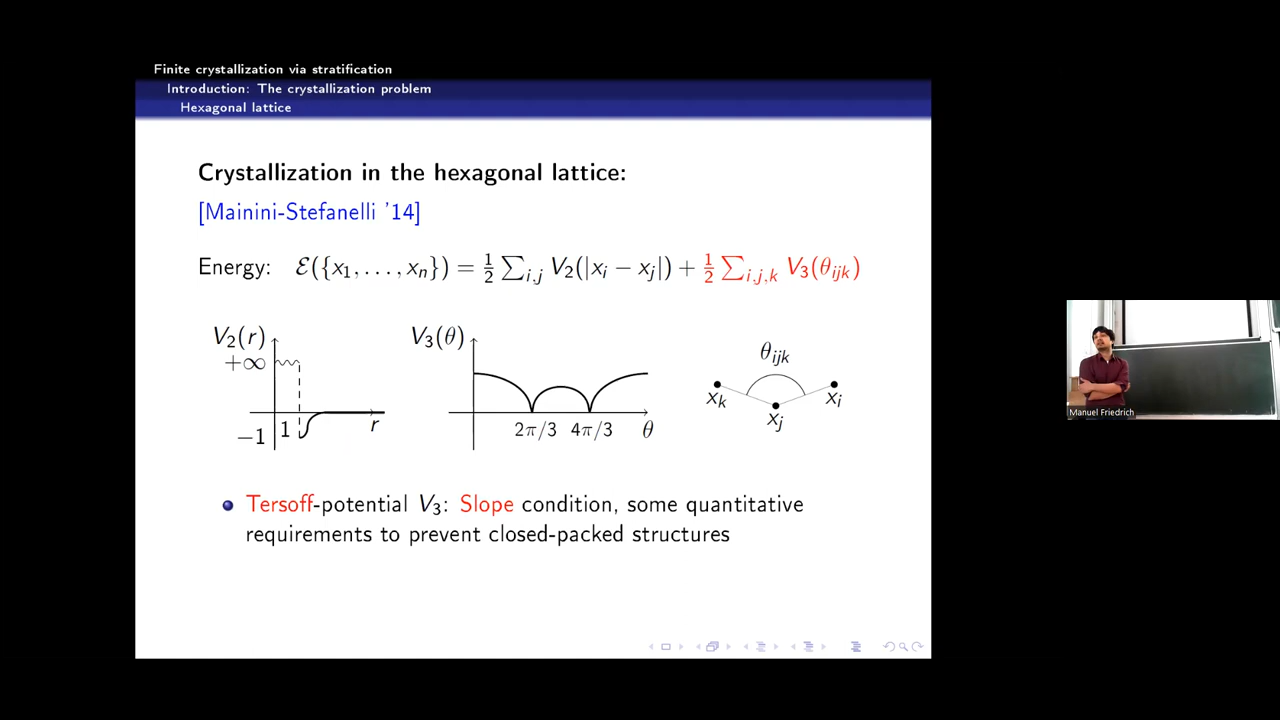 Finite crystallization via stratification
Introduction: The crystallization problem
Hexagonal lattice
Crystallization in the hexagonal lattice:
[Mainini-Stefanelli '14]
Energy: ℰ({x₁, . . . , xₙ}) = ½ ∑ᵢ,ⱼ V₂(|xᵢ − xⱼ|) + ½ ∑ᵢ,ⱼ,ₖ V₃(θᵢⱼₖ)
V₂(r)
+∞
−1
1
r
V₃(θ)
2π/3 4π/3 θ
θᵢⱼₖ
xₖ
xⱼ
xᵢ
Tersoff-potential V₃: Slope condition, some quantitative
requirements to prevent closed-packed structures
Manuel Friedrich